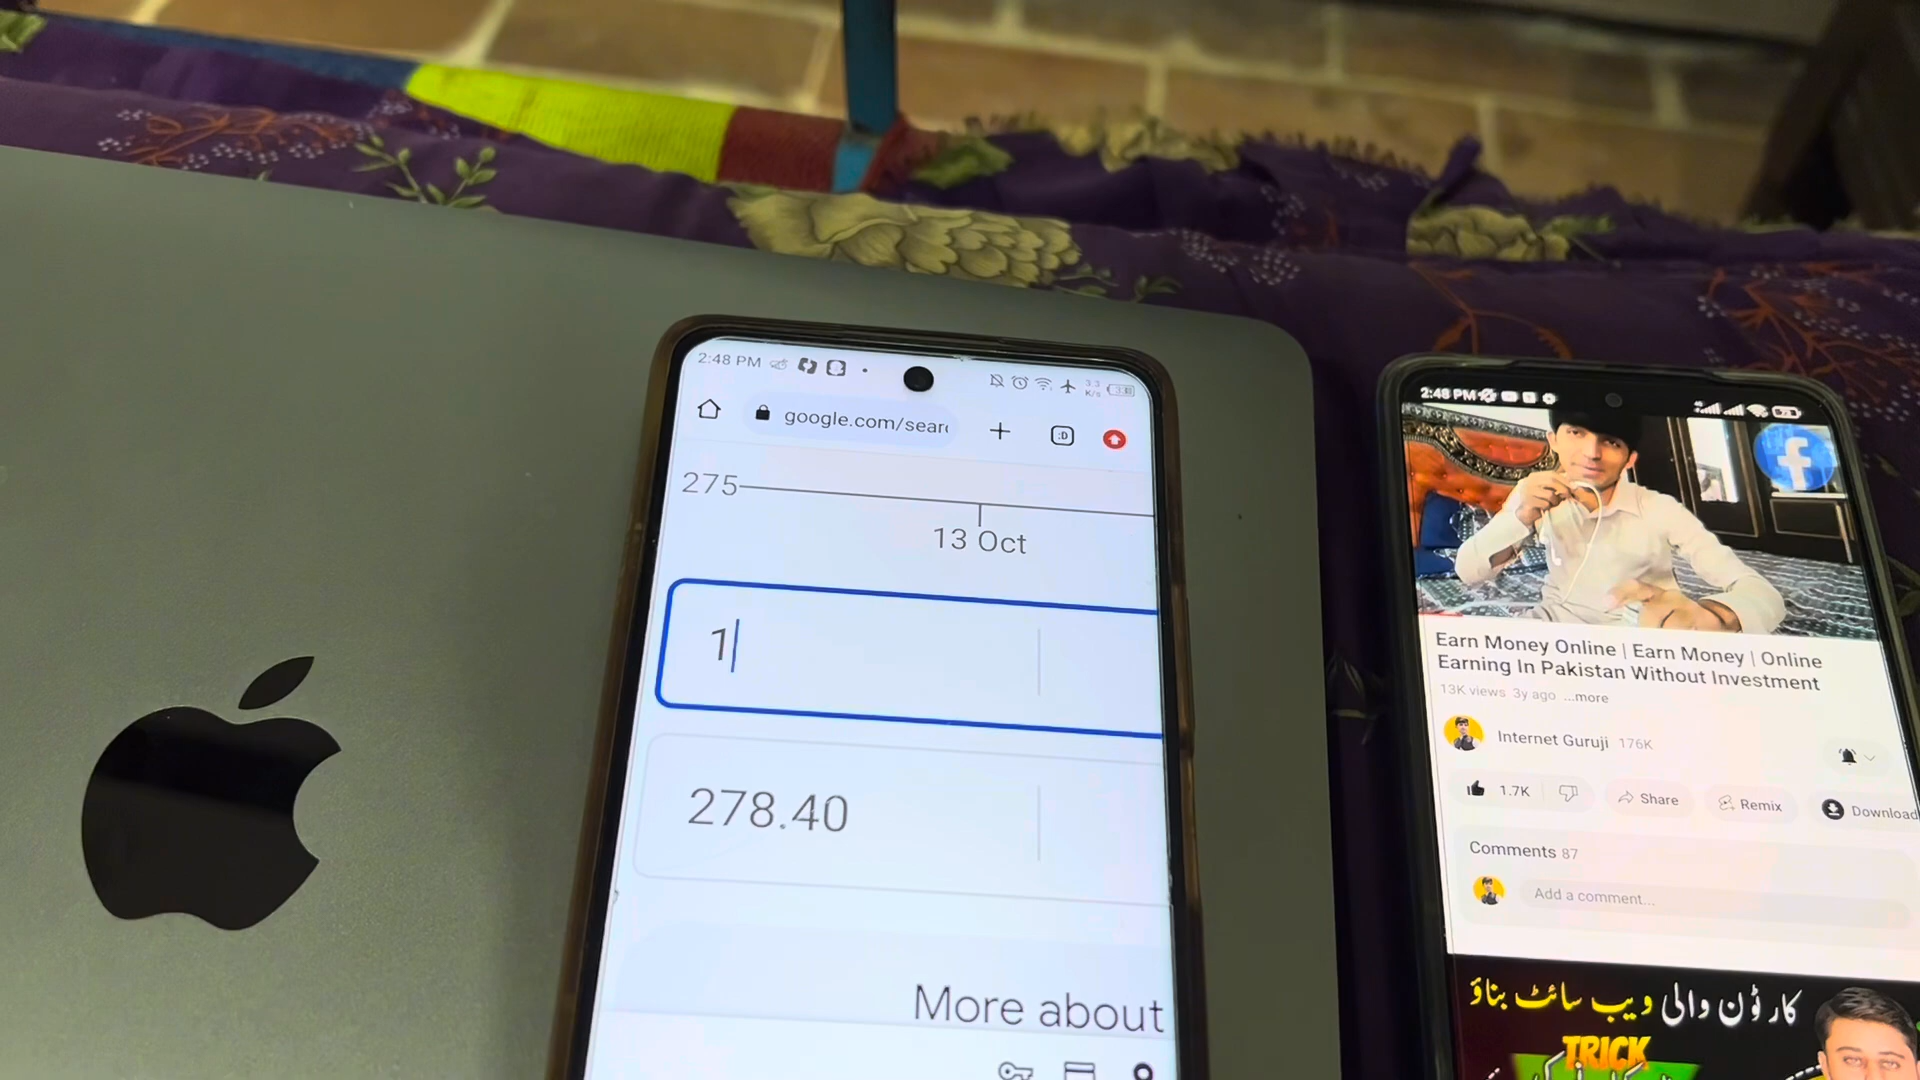 2:48 PM
google.com/sear
275
13 Oct
1
278.40
More about
2:48 PM
Earn Money Online | Earn Money | Online
Earning In Pakistan Without Investment
13K views 3y ago ...more
Internet Guruji 176K
1.7K
Share
Remix
Download
Comments 87
Add a comment...
کارٹون والی ویب سائٹ بناؤ
TRICK